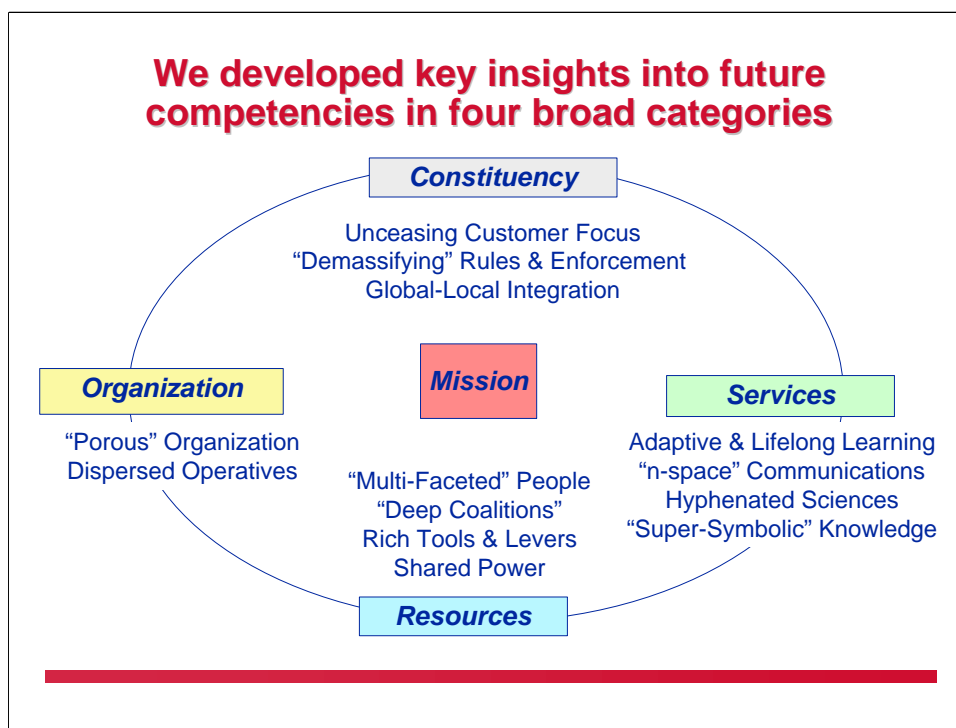 We developed key insights into future
competencies in four broad categories
Constituency
Unceasing Customer Focus
“Demassifying” Rules & Enforcement
Global-Local Integration
Organization
“Porous” Organization
Dispersed Operatives
Mission
Services
Adaptive & Lifelong Learning
“n-space” Communications
Hyphenated Sciences
“Super-Symbolic” Knowledge
“Multi-Faceted” People
“Deep Coalitions”
Rich Tools & Levers
Shared Power
Resources